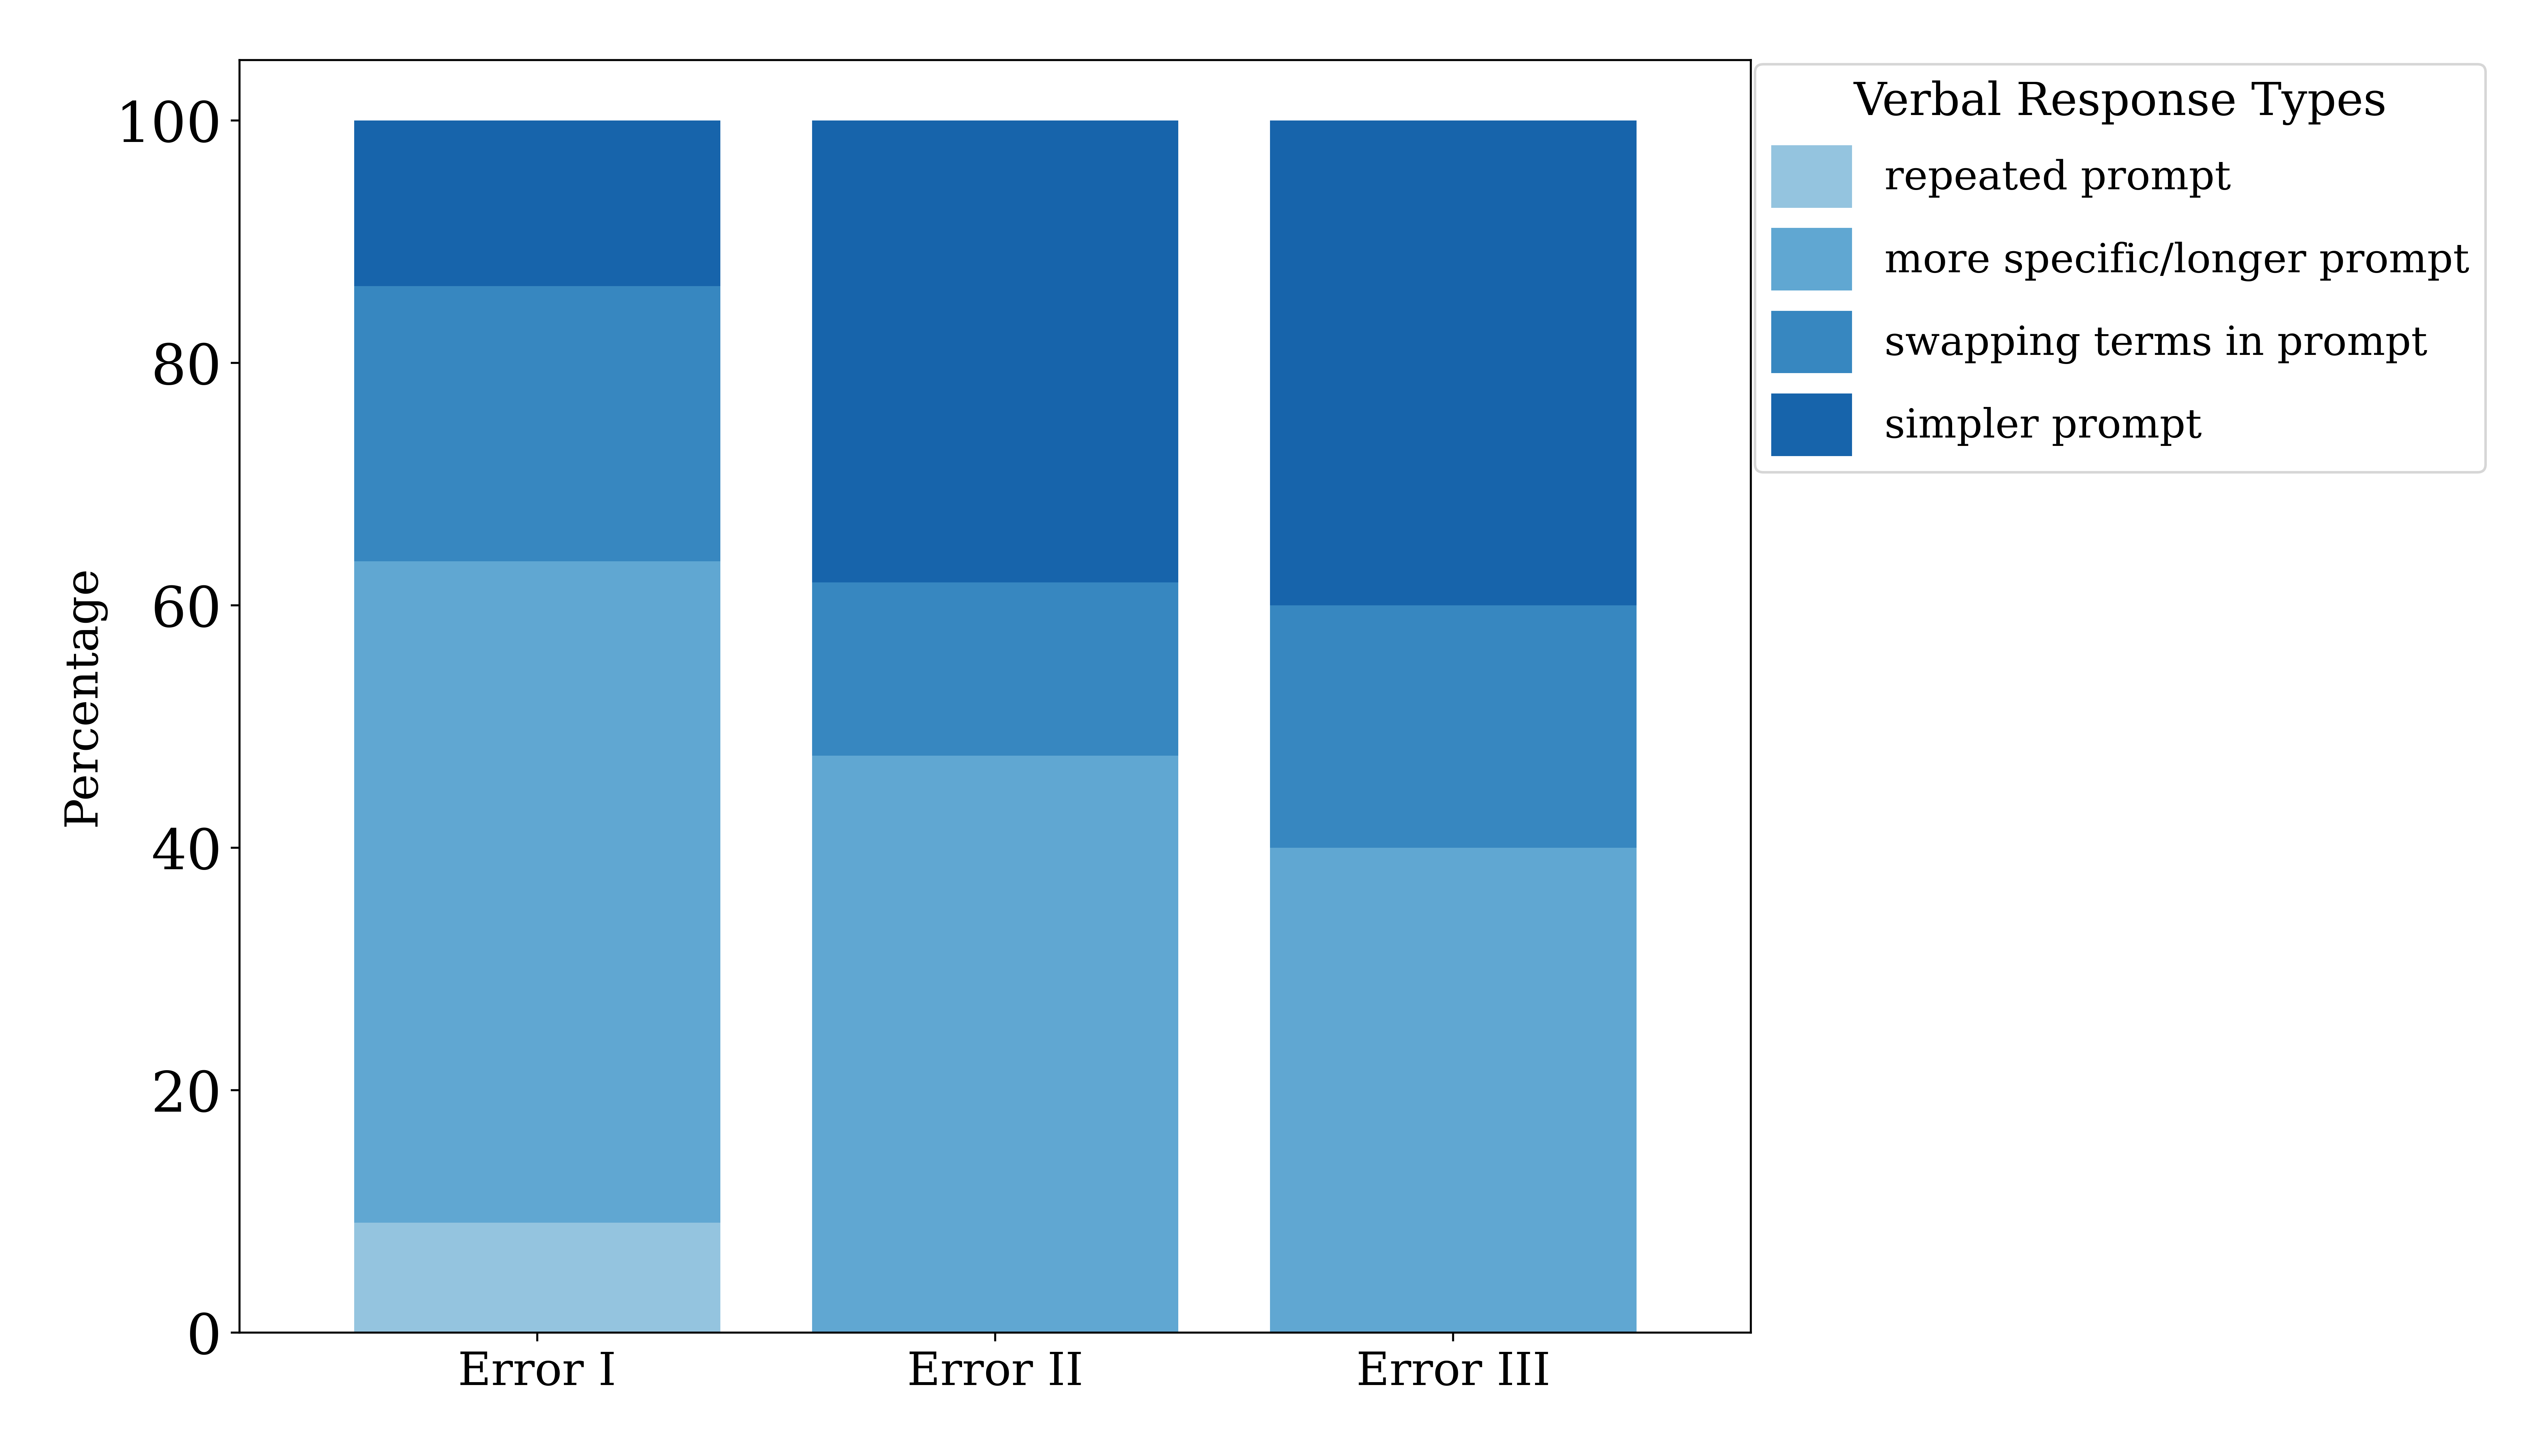 Verbal Response Types
repeated prompt
more specific/longer prompt
swapping terms in prompt
simpler prompt
Percentage
100
80
60
40
20
0
Error I
Error II
Error III